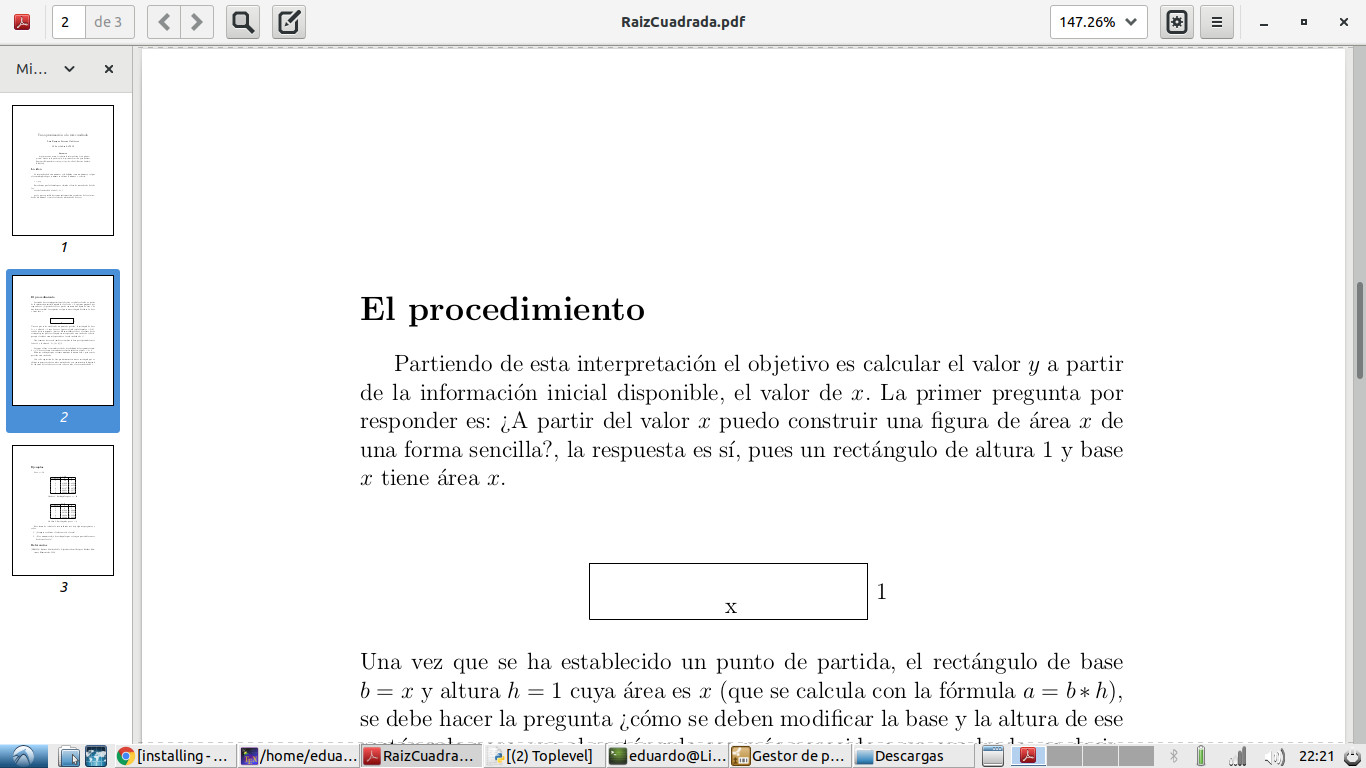 2 de 3
RaizCuadrada.pdf
147.26%
Mi...
1
2
3
El procedimiento
Partiendo de esta interpretación el objetivo es calcular el valor y a partir
de la información inicial disponible, el valor de x. La primer pregunta por
responder es: ¿A partir del valor x puedo construir una figura de área x de
una forma sencilla?, la respuesta es sí, pues un rectángulo de altura 1 y base
x tiene área x.
1
x
Una vez que se ha establecido un punto de partida, el rectángulo de base
b = x y altura h = 1 cuya área es x (que se calcula con la fórmula a = b ∗ h),
se debe hacer la pregunta ¿cómo se deben modificar la base y la altura de ese
[installing - ... /home/edua... RaizCuadra... [(2) Toplevel] eduardo@Li... Gestor de p... Descargas 22:21